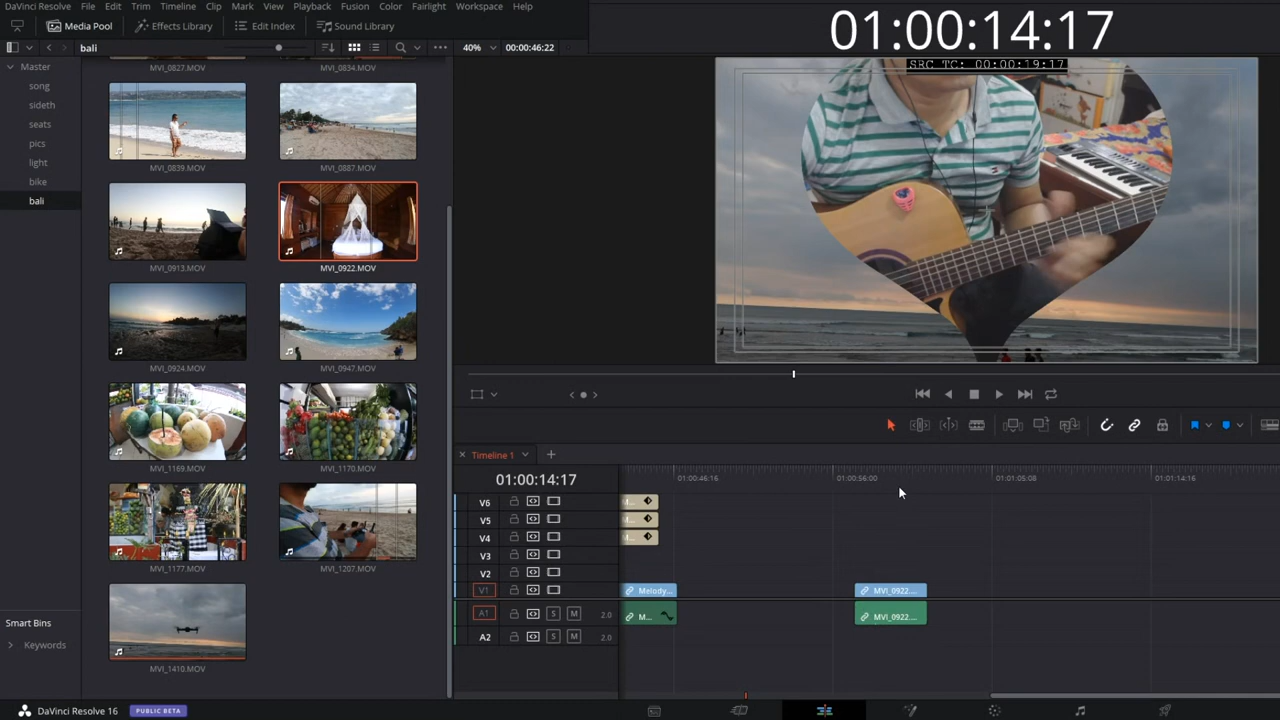 DaVinci Resolve File Edit Trim Timeline Clip Mark View Playback Fusion Color Fairlight Workspace Help
Media Pool Effects Library Edit Index Sound Library
01:00:14:17
bali
40% 00:00:46:22
SRC TC: 00:00:19:17
Master
song
sideth
seats
pics
light
bike
bali
MVI_0827.MOV MVI_0834.MOV
MVI_0839.MOV MVI_0887.MOV
MVI_0913.MOV MVI_0922.MOV
MVI_0924.MOV MVI_0947.MOV
MVI_1169.MOV MVI_1170.MOV
MVI_1177.MOV MVI_1207.MOV
MVI_1410.MOV
Smart Bins
Keywords
Timeline 1
01:00:14:17
01:00:46:16 01:00:56:00 01:01:05:08 01:01:14:16
V6
V5
V4
V3
V2
V1 Melody... MVI_0922....
A1 S M 2.0 M... MVI_0922....
A2 S M 2.0
DaVinci Resolve 16 PUBLIC BETA